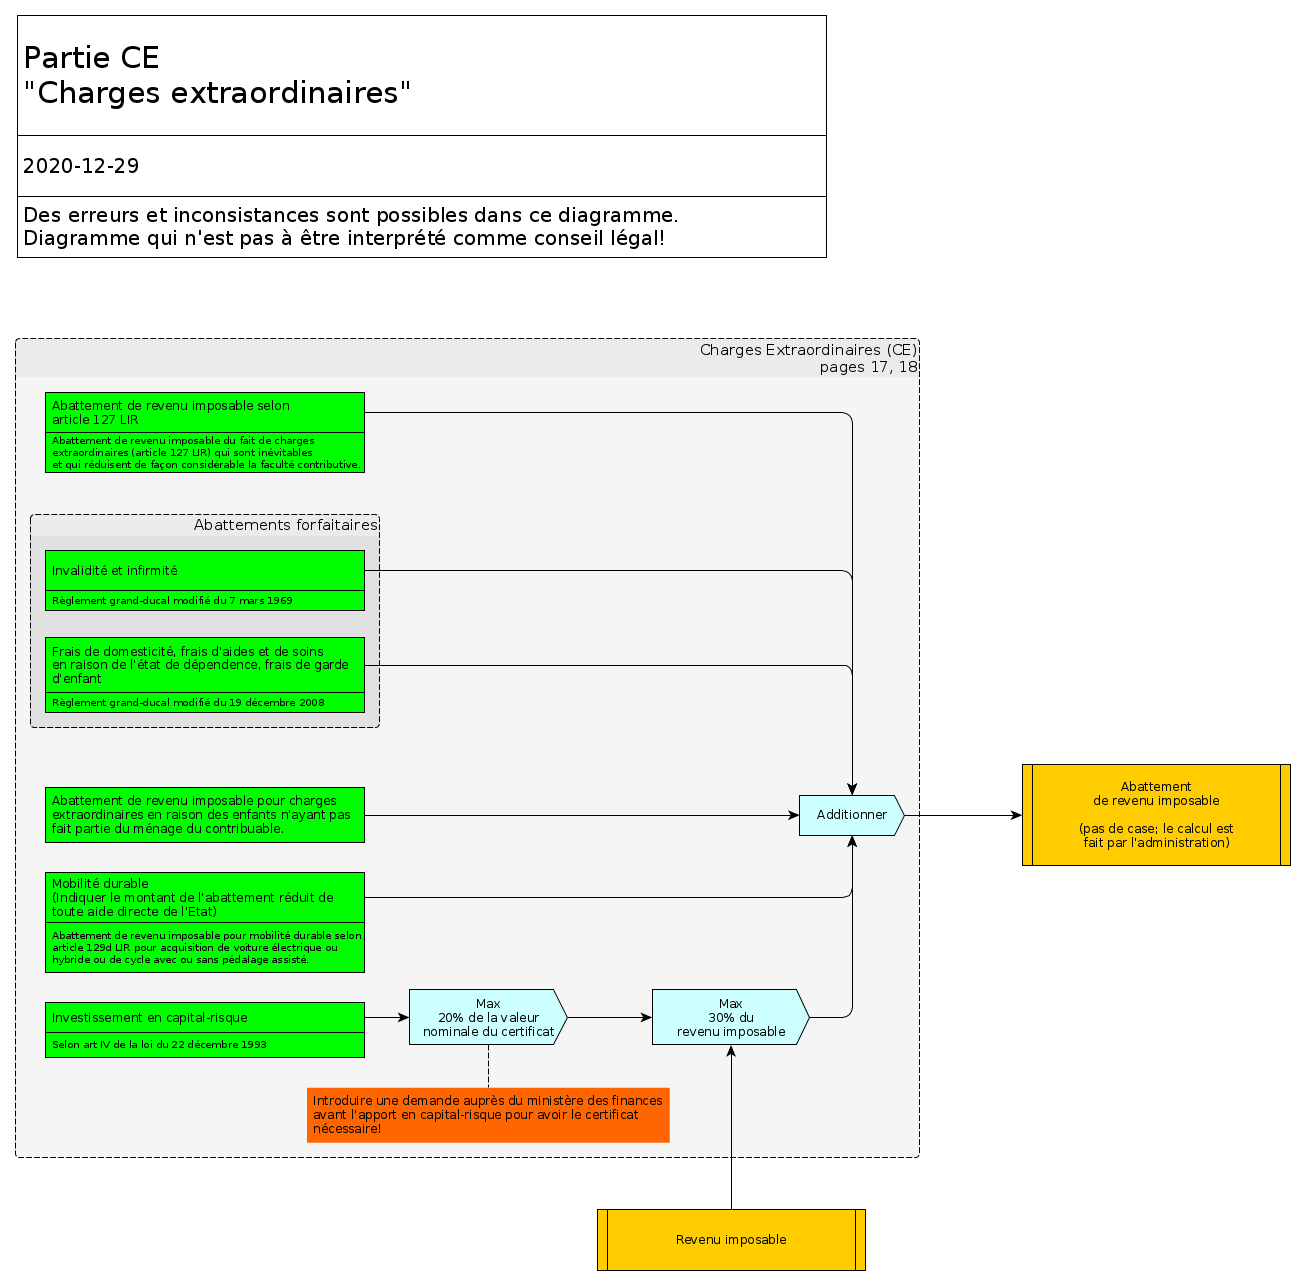 Partie CE
"Charges extraordinaires"
2020-12-29
Des erreurs et inconsistances sont possibles dans ce diagramme.
Diagramme qui n'est pas à être interprété comme conseil légal!
Charges Extraordinaires (CE)
pages 17, 18
Abattement de revenu imposable selon
article 127 LIR
Abattement de revenu imposable du fait de charges
extraordinaires (article 127 LIR) qui sont inévitables
et qui réduisent de façon considérable la faculté contributive.
Abattements forfaitaires
Invalidité et infirmité
Règlement grand-ducal modifié du 7 mars 1969
Frais de domesticité, frais d'aides et de soins
en raison de l'état de dépendence, frais de garde
d'enfant
Règlement grand-ducal modifié du 19 décembre 2008
Abattement de revenu imposable pour charges
extraordinaires en raison des enfants n'ayant pas
fait partie du ménage du contribuable.
Additionner
Abattement
de revenu imposable
(pas de case; le calcul est
fait par l'administration)
Mobilité durable
(Indiquer le montant de l'abattement réduit de
toute aide directe de l'Etat)
Abattement de revenu imposable pour mobilité durable selon
article 129d LIR pour acquisition de voiture électrique ou
hybride ou de cycle avec ou sans pédalage assisté.
Investissement en capital-risque
Selon art IV de la loi du 22 décembre 1993
Max
20% de la valeur
nominale du certificat
Max
30% du
revenu imposable
Introduire une demande auprès du ministère des finances
avant l'apport en capital-risque pour avoir le certificat
nécessaire!
Revenu imposable